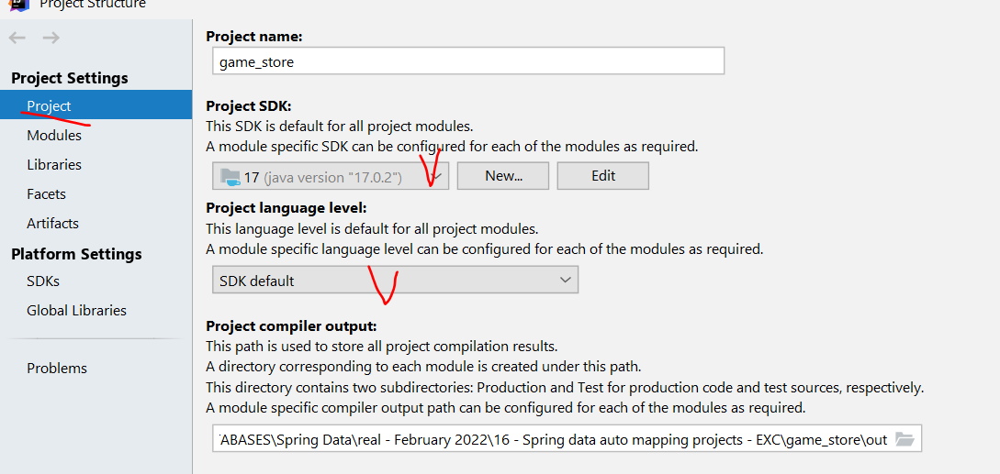 Project Structure
Project name:
game_store
Project Settings
Project
Modules
Libraries
Facets
Artifacts
Platform Settings
SDKs
Global Libraries
Problems
Project SDK:
This SDK is default for all project modules.
A module specific SDK can be configured for each of the modules as required.
17 (java version "17.0.2")
New...
Edit
Project language level:
This language level is default for all project modules.
A module specific language level can be configured for each of the modules as required.
SDK default
Project compiler output:
This path is used to store all project compilation results.
A directory corresponding to each module is created under this path.
This directory contains two subdirectories: Production and Test for production code and test sources, respectively.
A module specific compiler output path can be configured for each of the modules as required.
ABASES\Spring Data\real - February 2022\16 - Spring data auto mapping projects - EXC\game_store\out